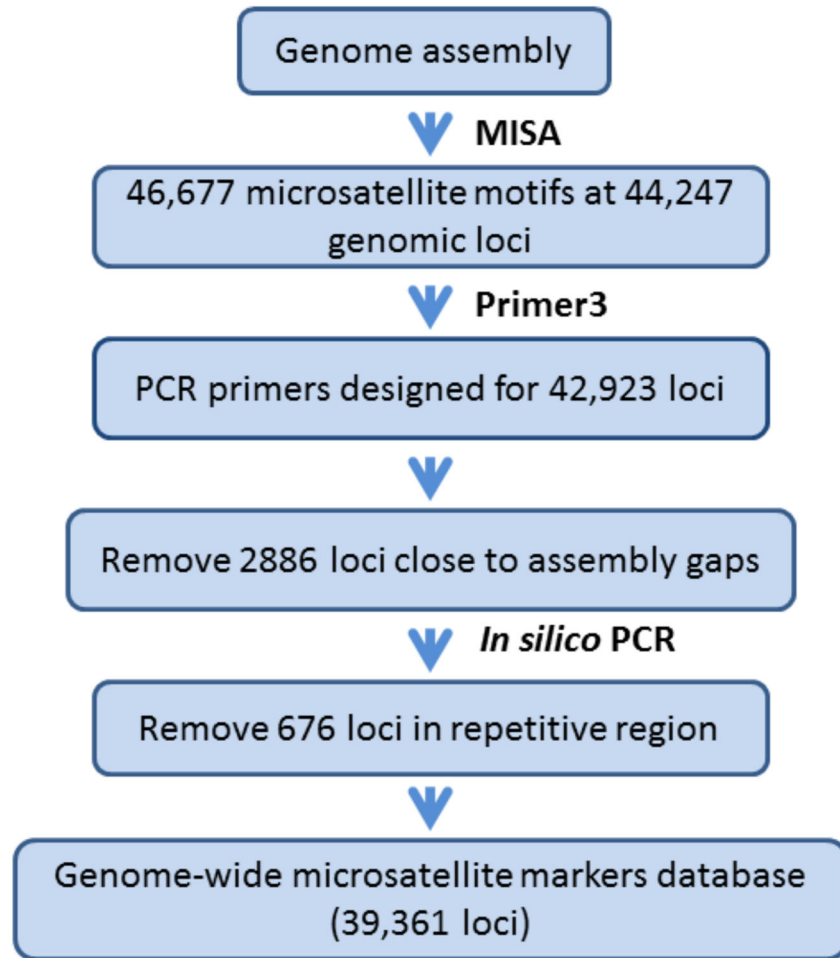 Genome assembly
MISA
46,677 microsatellite motifs at 44,247
genomic loci
Primer3
PCR primers designed for 42,923 loci
Remove 2886 loci close to assembly gaps
In silico PCR
Remove 676 loci in repetitive region
Genome-wide microsatellite markers database
(39,361 loci)